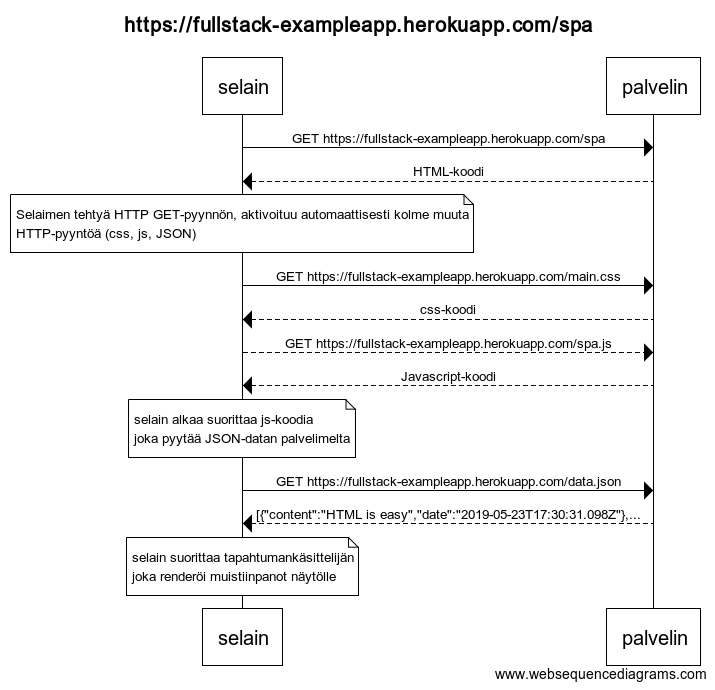 https://fullstack-exampleapp.herokuapp.com/spa
selain
palvelin
GET https://fullstack-exampleapp.herokuapp.com/spa
HTML-koodi
Selaimen tehtyä HTTP GET-pyynnön, aktivoituu automaattisesti kolme muuta
HTTP-pyyntöä (css, js, JSON)
GET https://fullstack-exampleapp.herokuapp.com/main.css
css-koodi
GET https://fullstack-exampleapp.herokuapp.com/spa.js
Javascript-koodi
selain alkaa suorittaa js-koodia
joka pyytää JSON-datan palvelimelta
GET https://fullstack-exampleapp.herokuapp.com/data.json
[{"content":"HTML is easy","date":"2019-05-23T17:30:31.098Z"},...
selain suorittaa tapahtumankäsittelijän
joka renderöi muistiinpanot näytölle
selain
palvelin
www.websequencediagrams.com